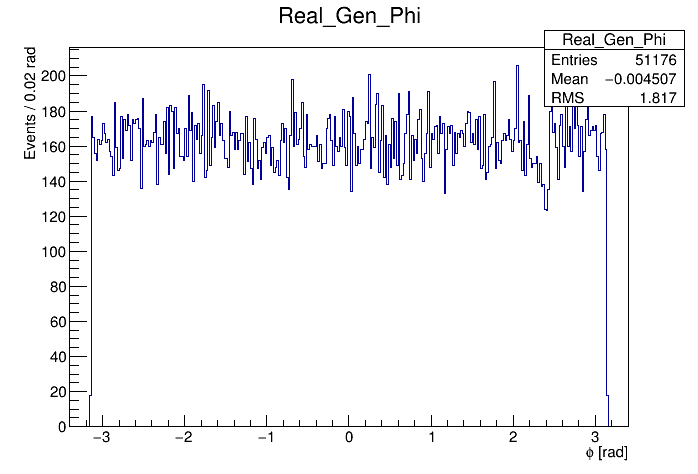 Real_Gen_Phi
Real_Gen_Phi
Entries 51176
Mean −0.004507
RMS 1.817
Events / 0.02 rad
200
180
160
140
120
100
80
60
40
20
0
−3 −2 −1 0 1 2 3
ϕ [rad]